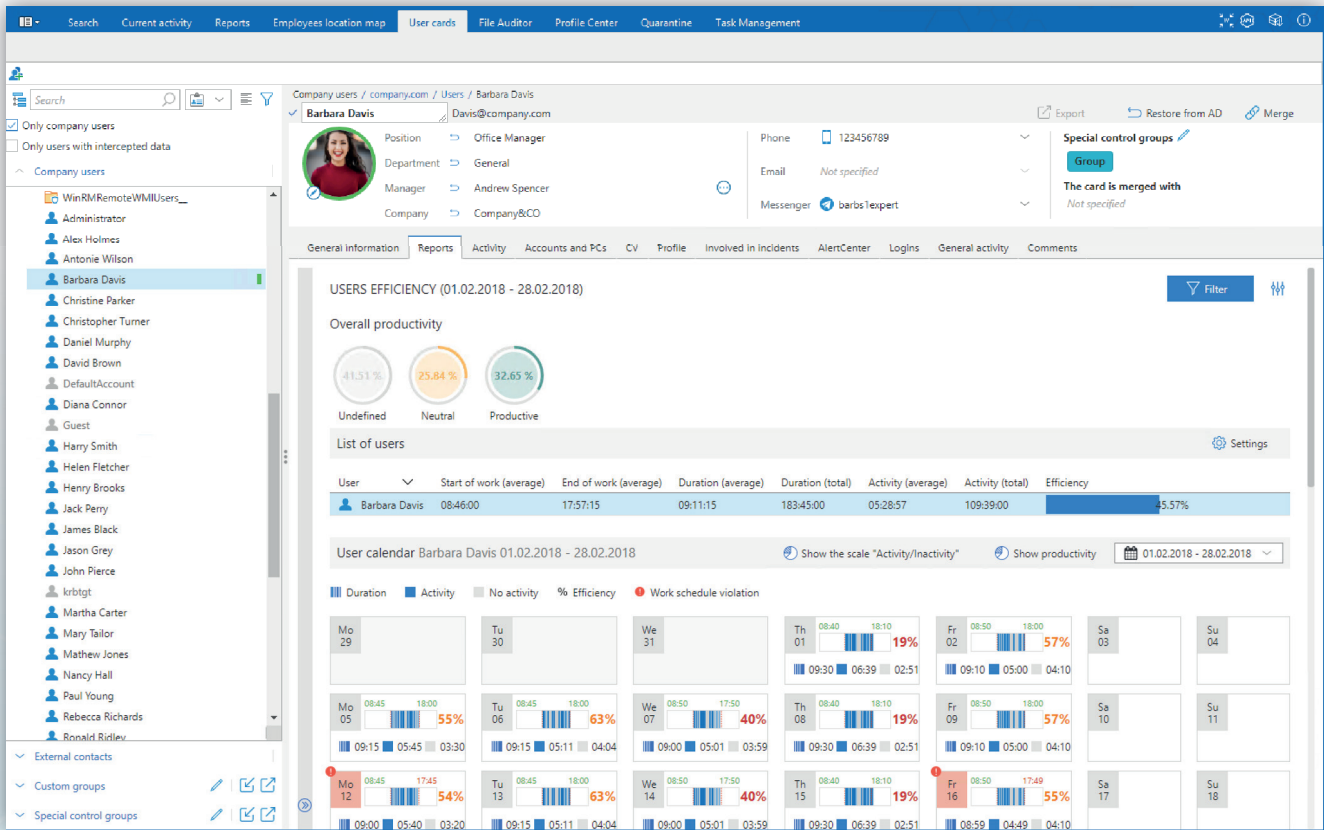 Search Current activity Reports Employees location map User cards File Auditor Profile Center Quarantine Task Management
Search
Only company users
Only users with intercepted data
Company users
WinRMRemoteWMIUsers__
Administrator
Alex Holmes
Antonie Wilson
Barbara Davis
Christine Parker
Christopher Turner
Daniel Murphy
David Brown
DefaultAccount
Diana Connor
Guest
Harry Smith
Helen Fletcher
Henry Brooks
Jack Perry
James Black
Jason Grey
John Pierce
krbtgt
Martha Carter
Mary Tailor
Mathew Jones
Nancy Hall
Paul Young
Rebecca Richards
Ronald Ridley
External contacts
Custom groups
Special control groups
Company users / company.com / Users / Barbara Davis
Barbara Davis Davis@company.com Export Restore from AD Merge
Position Office Manager
Department General
Manager Andrew Spencer
Company Company&CO
Phone 123456789
Email Not specified
Messenger barbs1expert
Special control groups
Group
The card is merged with
Not specified
General information Reports Activity Accounts and PCs CV Profile Involved in incidents AlertCenter Logins General activity Comments
USERS EFFICIENCY (01.02.2018 - 28.02.2018) Filter
Overall productivity
41.51 % 25.84 % 32.65 %
Undefined Neutral Productive
List of users Settings
User Start of work (average) End of work (average) Duration (average) Duration (total) Activity (average) Activity (total) Efficiency
Barbara Davis 08:46:00 17:57:15 09:11:15 183:45:00 05:28:57 109:39:00 45.57%
User calendar Barbara Davis 01.02.2018 - 28.02.2018 Show the scale "Activity/Inactivity" Show productivity 01.02.2018 - 28.02.2018
Duration Activity No activity % Efficiency Work schedule violation
Mo Tu We Th 08:40 18:10 Fr 08:50 18:00 Sa Su
29 30 31 01 19% 02 57% 03 04
09:30 06:39 02:51 09:10 05:00 04:10
Mo 08:45 18:00 Tu 08:45 18:00 We 08:50 17:50 Th 08:40 18:10 Fr 08:50 18:00 Sa Su
05 55% 06 63% 07 40% 08 19% 09 57% 10 11
09:15 05:45 03:30 09:15 05:11 04:04 09:00 05:01 03:59 09:30 06:39 02:51 09:10 05:00 04:10
Mo 08:45 17:45 Tu 08:45 18:00 We 08:50 17:50 Th 08:40 18:10 Fr 08:50 17:49 Sa Su
12 54% 13 63% 14 40% 15 19% 16 55% 17 18
09:00 05:40 03:20 09:15 05:11 04:04 09:00 05:01 03:59 09:30 06:39 02:51 08:59 04:49 04:10